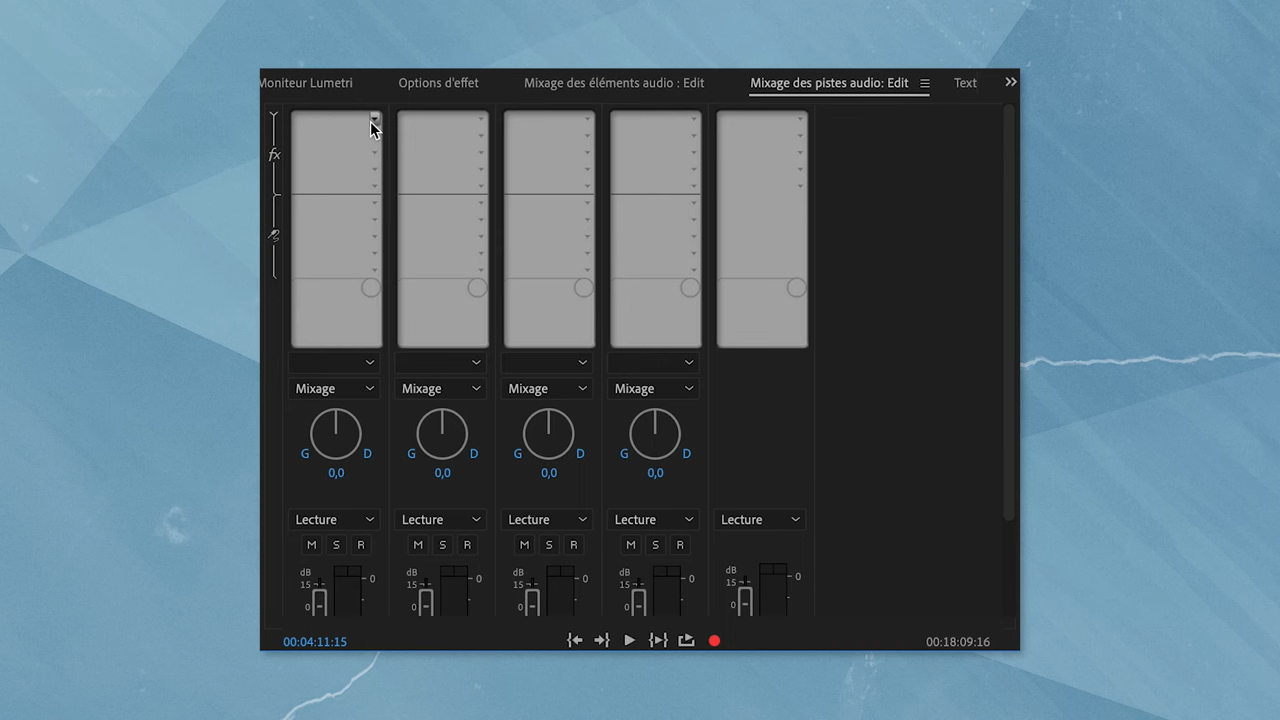 Moniteur Lumetri Options d'effet Mixage des éléments audio : Edit Mixage des pistes audio: Edit Text
fx
Mixage Mixage Mixage Mixage
G D G D G D G D
0,0 0,0 0,0 0,0
Lecture Lecture Lecture Lecture Lecture
M S R M S R M S R M S R
dB dB dB dB dB
15 0 15 0 15 0 15 0 15 0
0 0 0 0 0
00:04:11:15 00:18:09:16